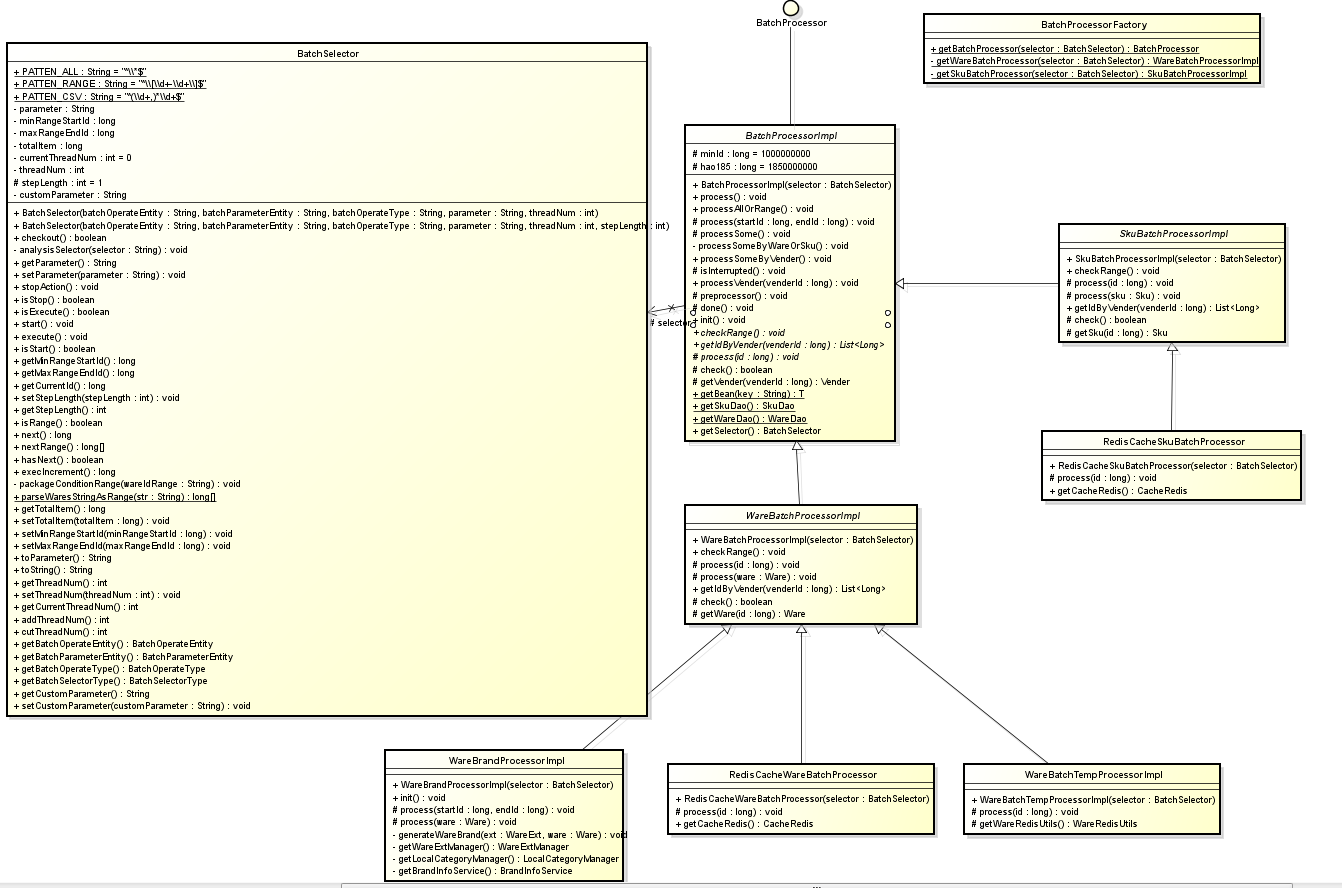 BatchProcessor
BatchProcessorFactory
+ getBatchProcessor(selector : BatchSelector) : BatchProcessor
- getWareBatchProcessor(selector : BatchSelector) : WareBatchProcessorImpl
- getSkuBatchProcessor(selector : BatchSelector) : SkuBatchProcessorImpl
BatchSelector
+ PATTEN_ALL : String = "^\\*$"
+ PATTEN_RANGE : String = "^\\[\\d+-\\d+\\]$"
+ PATTEN_CSV : String = "^(\\d+,)*\\d+$"
- parameter : String
- minRangeStartId : long
- maxRangeEndId : long
- totalItem : long
- currentThreadNum : int = 0
- threadNum : int
# stepLength : int = 1
- customParameter : String
+ BatchSelector(batchOperateEntity : String, batchParameterEntity : String, batchOperateType : String, parameter : String, threadNum : int)
+ BatchSelector(batchOperateEntity : String, batchParameterEntity : String, batchOperateType : String, parameter : String, threadNum : int, stepLength : int)
+ checkout() : boolean
- analysisSelector(selector : String) : void
+ getParameter() : String
+ setParameter(parameter : String) : void
+ stopAction() : void
+ isStop() : boolean
+ isExecute() : boolean
+ start() : void
+ execute() : void
+ isStart() : boolean
+ getMinRangeStartId() : long
+ getMaxRangeEndId() : long
+ getCurrentId() : long
+ setStepLength(stepLength : int) : void
+ getStepLength() : int
+ isRange() : boolean
+ next() : long
+ nextRange() : long[]
+ hasNext() : boolean
+ execIncrement() : long
- packageConditionRange(wareIdRange : String) : void
+ parseWaresStringAsRange(str : String) : long[]
+ getTotalItem() : long
+ setTotalItem(totalItem : long) : void
+ setMinRangeStartId(minRangeStartId : long) : void
+ setMaxRangeEndId(maxRangeEndId : long) : void
+ toParameter() : String
+ toString() : String
+ getThreadNum() : int
+ setThreadNum(threadNum : int) : void
+ getCurrentThreadNum() : int
+ addThreadNum() : int
+ cutThreadNum() : int
+ getBatchOperateEntity() : BatchOperateEntity
+ getBatchParameterEntity() : BatchParameterEntity
+ getBatchOperateType() : BatchOperateType
+ getBatchSelectorType() : BatchSelectorType
+ getCustomParameter() : String
+ setCustomParameter(customParameter : String) : void
# selector
BatchProcessorImpl
# minId : long = 1000000000
# hao185 : long = 1850000000
+ BatchProcessorImpl(selector : BatchSelector)
+ process() : void
+ processAllOrRange() : void
# process(startId : long, endId : long) : void
# processSome() : void
- processSomeByWareOrSku() : void
+ processSomeByVender() : void
# isInterrupted() : void
+ processVender(venderId : long) : void
# preprocessor() : void
# done() : void
+ init() : void
+ checkRange() : void
+ getIdByVender(venderId : long) : List<Long>
# process(id : long) : void
# check() : boolean
# getVender(venderId : long) : Vender
+ getBean(key : String) : T
+ getSkuDao() : SkuDao
+ getWareDao() : WareDao
+ getSelector() : BatchSelector
SkuBatchProcessorImpl
+ SkuBatchProcessorImpl(selector : BatchSelector)
+ checkRange() : void
# process(id : long) : void
# process(sku : Sku) : void
+ getIdByVender(venderId : long) : List<Long>
# check() : boolean
# getSku(id : long) : Sku
RedisCacheSkuBatchProcessor
+ RedisCacheSkuBatchProcessor(selector : BatchSelector)
# process(id : long) : void
+ getCacheRedis() : CacheRedis
WareBatchProcessorImpl
+ WareBatchProcessorImpl(selector : BatchSelector)
+ checkRange() : void
# process(id : long) : void
# process(ware : Ware) : void
+ getIdByVender(venderId : long) : List<Long>
# check() : boolean
# getWare(id : long) : Ware
WareBrandProcessorImpl
+ WareBrandProcessorImpl(selector : BatchSelector)
+ init() : void
# process(startId : long, endId : long) : void
# process(ware : Ware) : void
- generateWareBrand(ext : WareExt, ware : Ware) : void
- getWareExtManager() : WareExtManager
- getLocalCategoryManager() : LocalCategoryManager
- getBrandInfoService() : BrandInfoService
RedisCacheWareBatchProcessor
+ RedisCacheWareBatchProcessor(selector : BatchSelector)
# process(id : long) : void
+ getCacheRedis() : CacheRedis
WareBatchTempProcessorImpl
+ WareBatchTempProcessorImpl(selector : BatchSelector)
# process(id : long) : void
# getWareRedisUtils() : WareRedisUtils